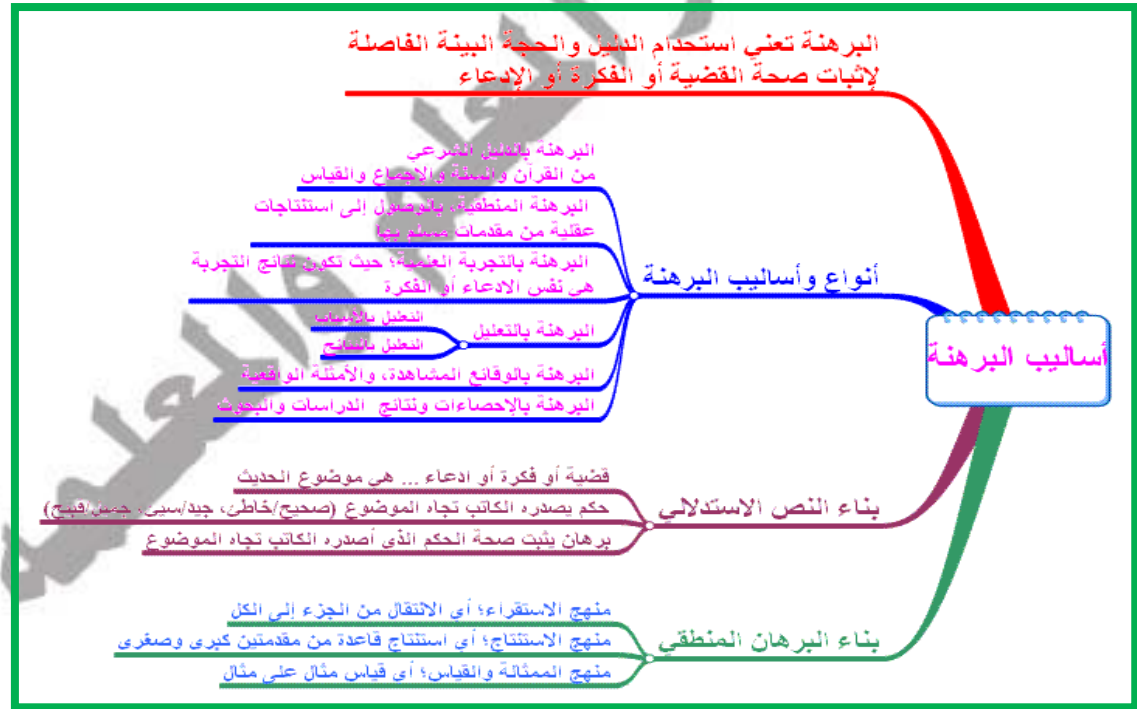 البرهنة تعني استخدام الدليل والحجة البينة الفاصلة
لإثبات صحة القضية أو الفكرة أو الإدعاء
البرهنة بالدليل الشرعي
من القرآن والسنة والاجماع والقياس
البرهنة المنطقية، بالوصول إلى استنتاجات
عقلية من مقدمات مسلم بها
البرهنة بالتجربة العلمية؛ حيث تكون نتائج التجربة
هي نفس الادعاء أو الفكرة
أنواع وأساليب البرهنة
التعليل بالأسباب
البرهنة بالتعليل
التعليل بالنتائج
أساليب البرهنة
البرهنة بالوقائع المشاهدة، والأمثلة الواقعية
البرهنة بالإحصاءات ونتائج الدراسات والبحوث
قضية أو فكرة أو ادعاء ... هي موضوع الحديث
بناء النص الاستدلالي
حكم يصدره الكاتب تجاه الموضوع (صحيح/خاطئ، جيد/سيئ، جميل/قبيح)
برهان يثبت صحة الحكم الذي أصدره الكاتب تجاه الموضوع
منهج الاستقراء؛ أي الانتقال من الجزء إلى الكل
بناء البرهان المنطقي
منهج الاستنتاج؛ أي استنتاج قاعدة من مقدمتين كبرى وصغرى
منهج الممثالة والقياس؛ أي قياس مثال على مثال